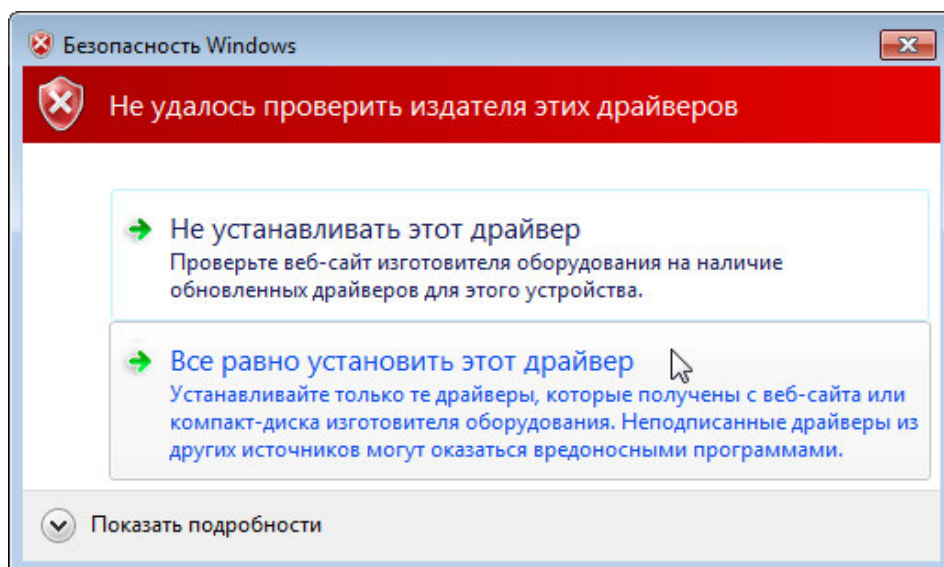 Безопасность Windows
Не удалось проверить издателя этих драйверов
Не устанавливать этот драйвер
Проверьте веб-сайт изготовителя оборудования на наличие
обновленных драйверов для этого устройства.
Все равно установить этот драйвер
Устанавливайте только те драйверы, которые получены с веб-сайта или
компакт-диска изготовителя оборудования. Неподписанные драйверы из
других источников могут оказаться вредоносными программами.
Показать подробности